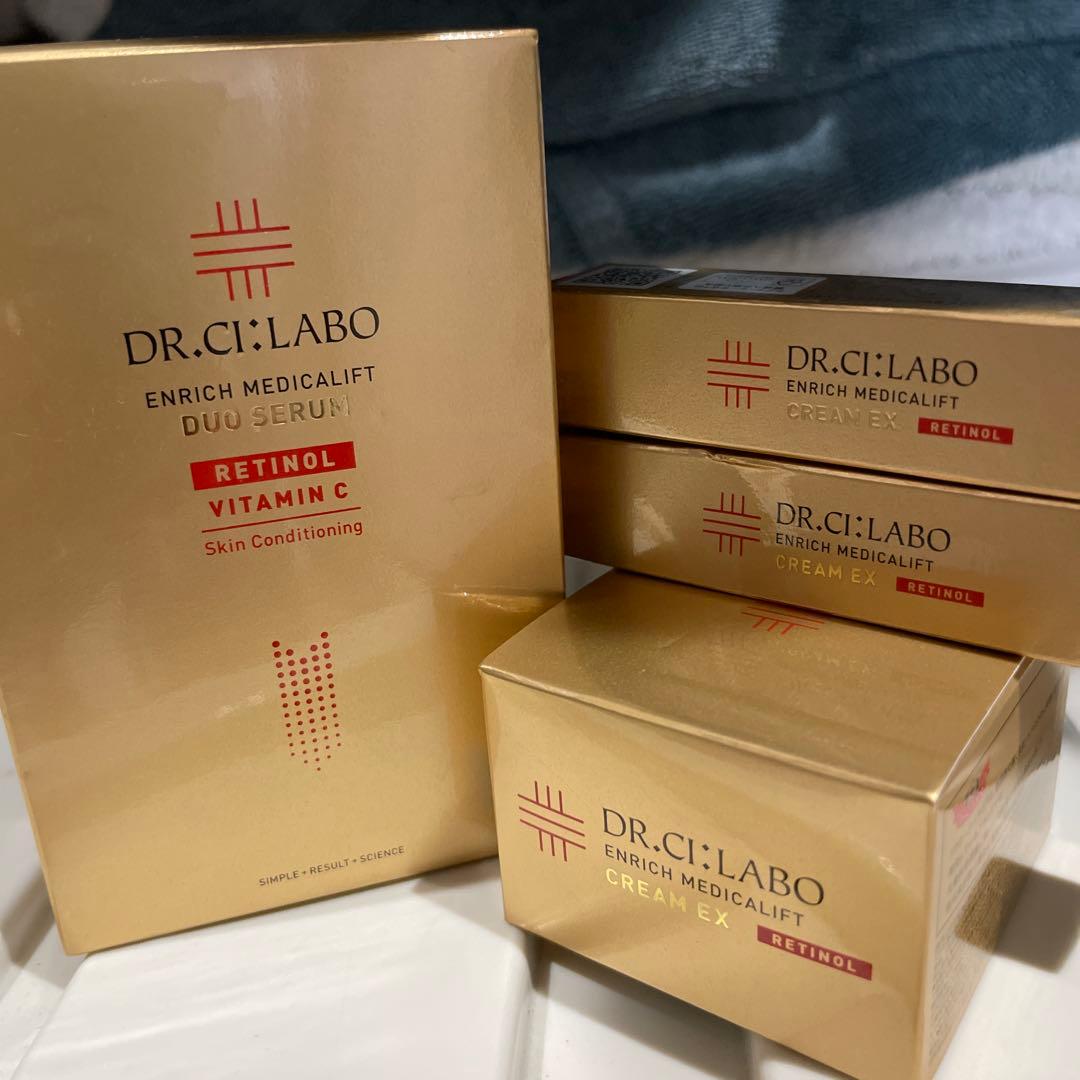 DR.CI:LABO
ENRICH MEDICALIFT
DUO SERUM
RETINOL
VITAMIN C
Skin Conditioning
SIMPLE+RESULT+SCIENCE
DR.CI:LABO
ENRICH MEDICALIFT
CREAM EX RETINOL
DR.CI:LABO
ENRICH MEDICALIFT
CREAM EX RETINOL
DR.CI:LABO
ENRICH MEDICALIFT
CREAM EX
RETINOL